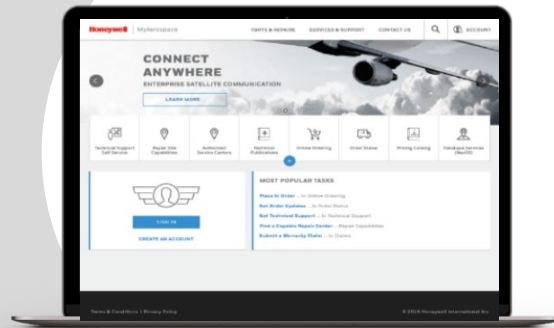 Honeywell | MyAerospace
PARTS & REPAIRS SERVICES & SUPPORT CONTACT US ACCOUNT
CONNECT
ANYWHERE
ENTERPRISE SATELLITE COMMUNICATION
LEARN MORE
Technical Support
Self Service
Repair Site
Capabilities
Authorized
Service Centers
Technical
Publications
Online Ordering
Order Status
Pricing Catalog
Database Services
(NavDB)
SIGN IN
CREATE AN ACCOUNT
MOST POPULAR TASKS
Place an Order .. In Online Ordering
Get Order Updates .. In Order Status
Get Technical Support .. In Technical Support
Find a Capable Repair Center .. Repair Capabilities
Submit a Warranty Claim .. In Claims
Terms & Conditions | Privacy Policy
Honeywell International Inc.